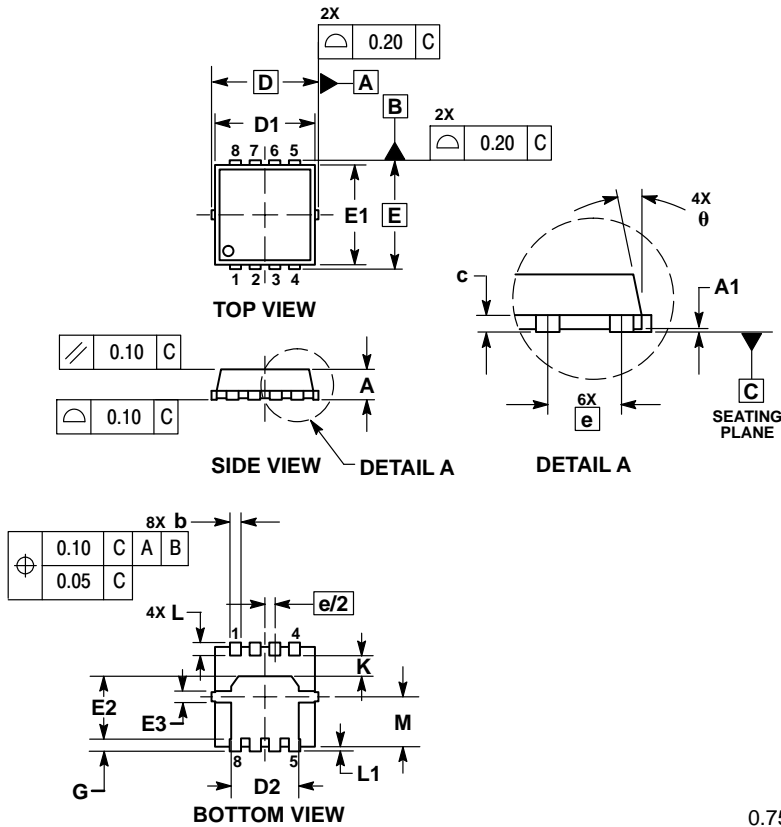 2X
⌓ 0.20 C
D A
B
2X
D1
⌓ 0.20 C
8 7 6 5
E1 E
4X
θ
1 2 3 4
TOP VIEW
c
A1
// 0.10 C
A
⌓ 0.10 C
6X
e
C
SEATING
PLANE
SIDE VIEW
DETAIL A
DETAIL A
8X b
⌖ 0.10 C A B
0.05 C
e/2
4X L
1 4
K
E2
E3
M
8 5
G
D2
L1
BOTTOM VIEW
0.75